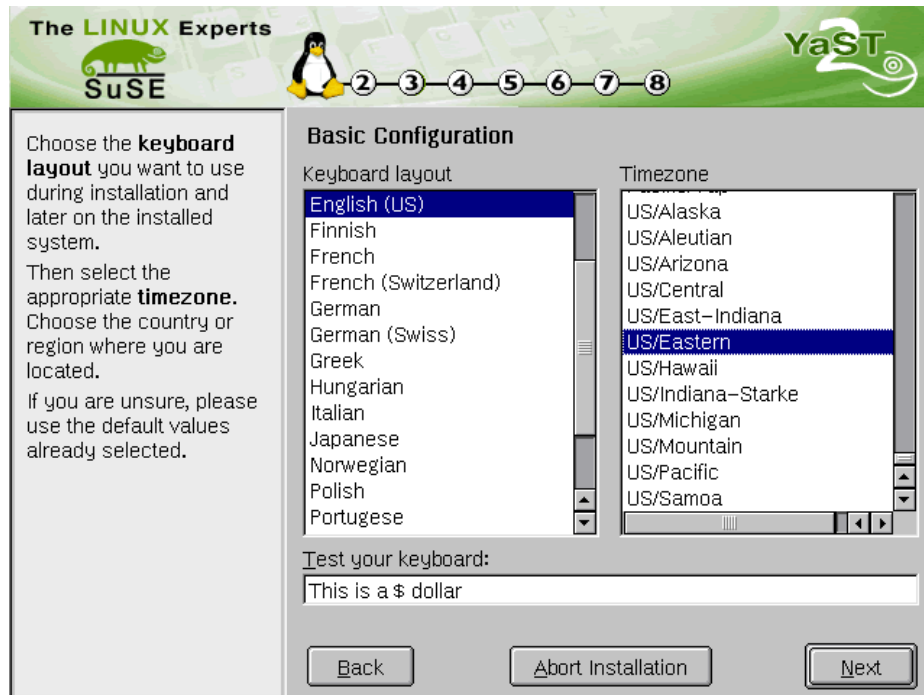 The LINUX Experts
SuSE
2 3 4 5 6 7 8
YaST
2
Choose the keyboard
layout you want to use
during installation and
later on the installed
system.
Then select the
appropriate timezone.
Choose the country or
region where you are
located.
If you are unsure, please
use the default values
already selected.
Basic Configuration
Keyboard layout
English (US)
Finnish
French
French (Switzerland)
German
German (Swiss)
Greek
Hungarian
Italian
Japanese
Norwegian
Polish
Portugese
Timezone
US/Alaska
US/Aleutian
US/Arizona
US/Central
US/East-Indiana
US/Eastern
US/Hawaii
US/Indiana-Starke
US/Michigan
US/Mountain
US/Pacific
US/Samoa
Test your keyboard:
This is a $ dollar
Back
Abort Installation
Next